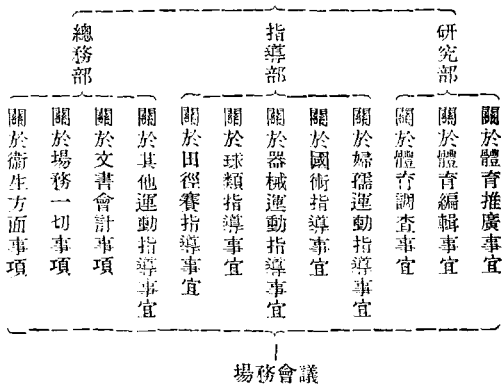 研究部
關於體育推廣事宜
關於體育編輯事宜
關於體育調查事宜
指導部
關於婦孺運動指導事宜
關於國術指導事宜
關於器械運動指導事宜
關於球類指導事宜
關於田徑賽指導事宜
總務部
關於其他運動指導事宜
關於文書會計事項
關於場務一切事項
關於衞生方面事項
場務會議